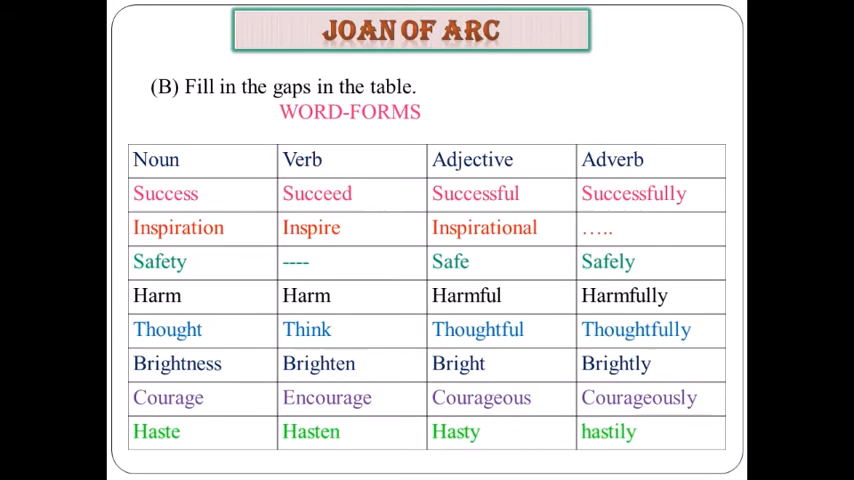 JOAN OF ARC
(B) Fill in the gaps in the table.
WORD-FORMS
Noun Verb Adjective Adverb
Success Succeed Successful Successfully
Inspiration Inspire Inspirational …..
Safety ---- Safe Safely
Harm Harm Harmful Harmfully
Thought Think Thoughtful Thoughtfully
Brightness Brighten Bright Brightly
Courage Encourage Courageous Courageously
Haste Hasten Hasty hastily